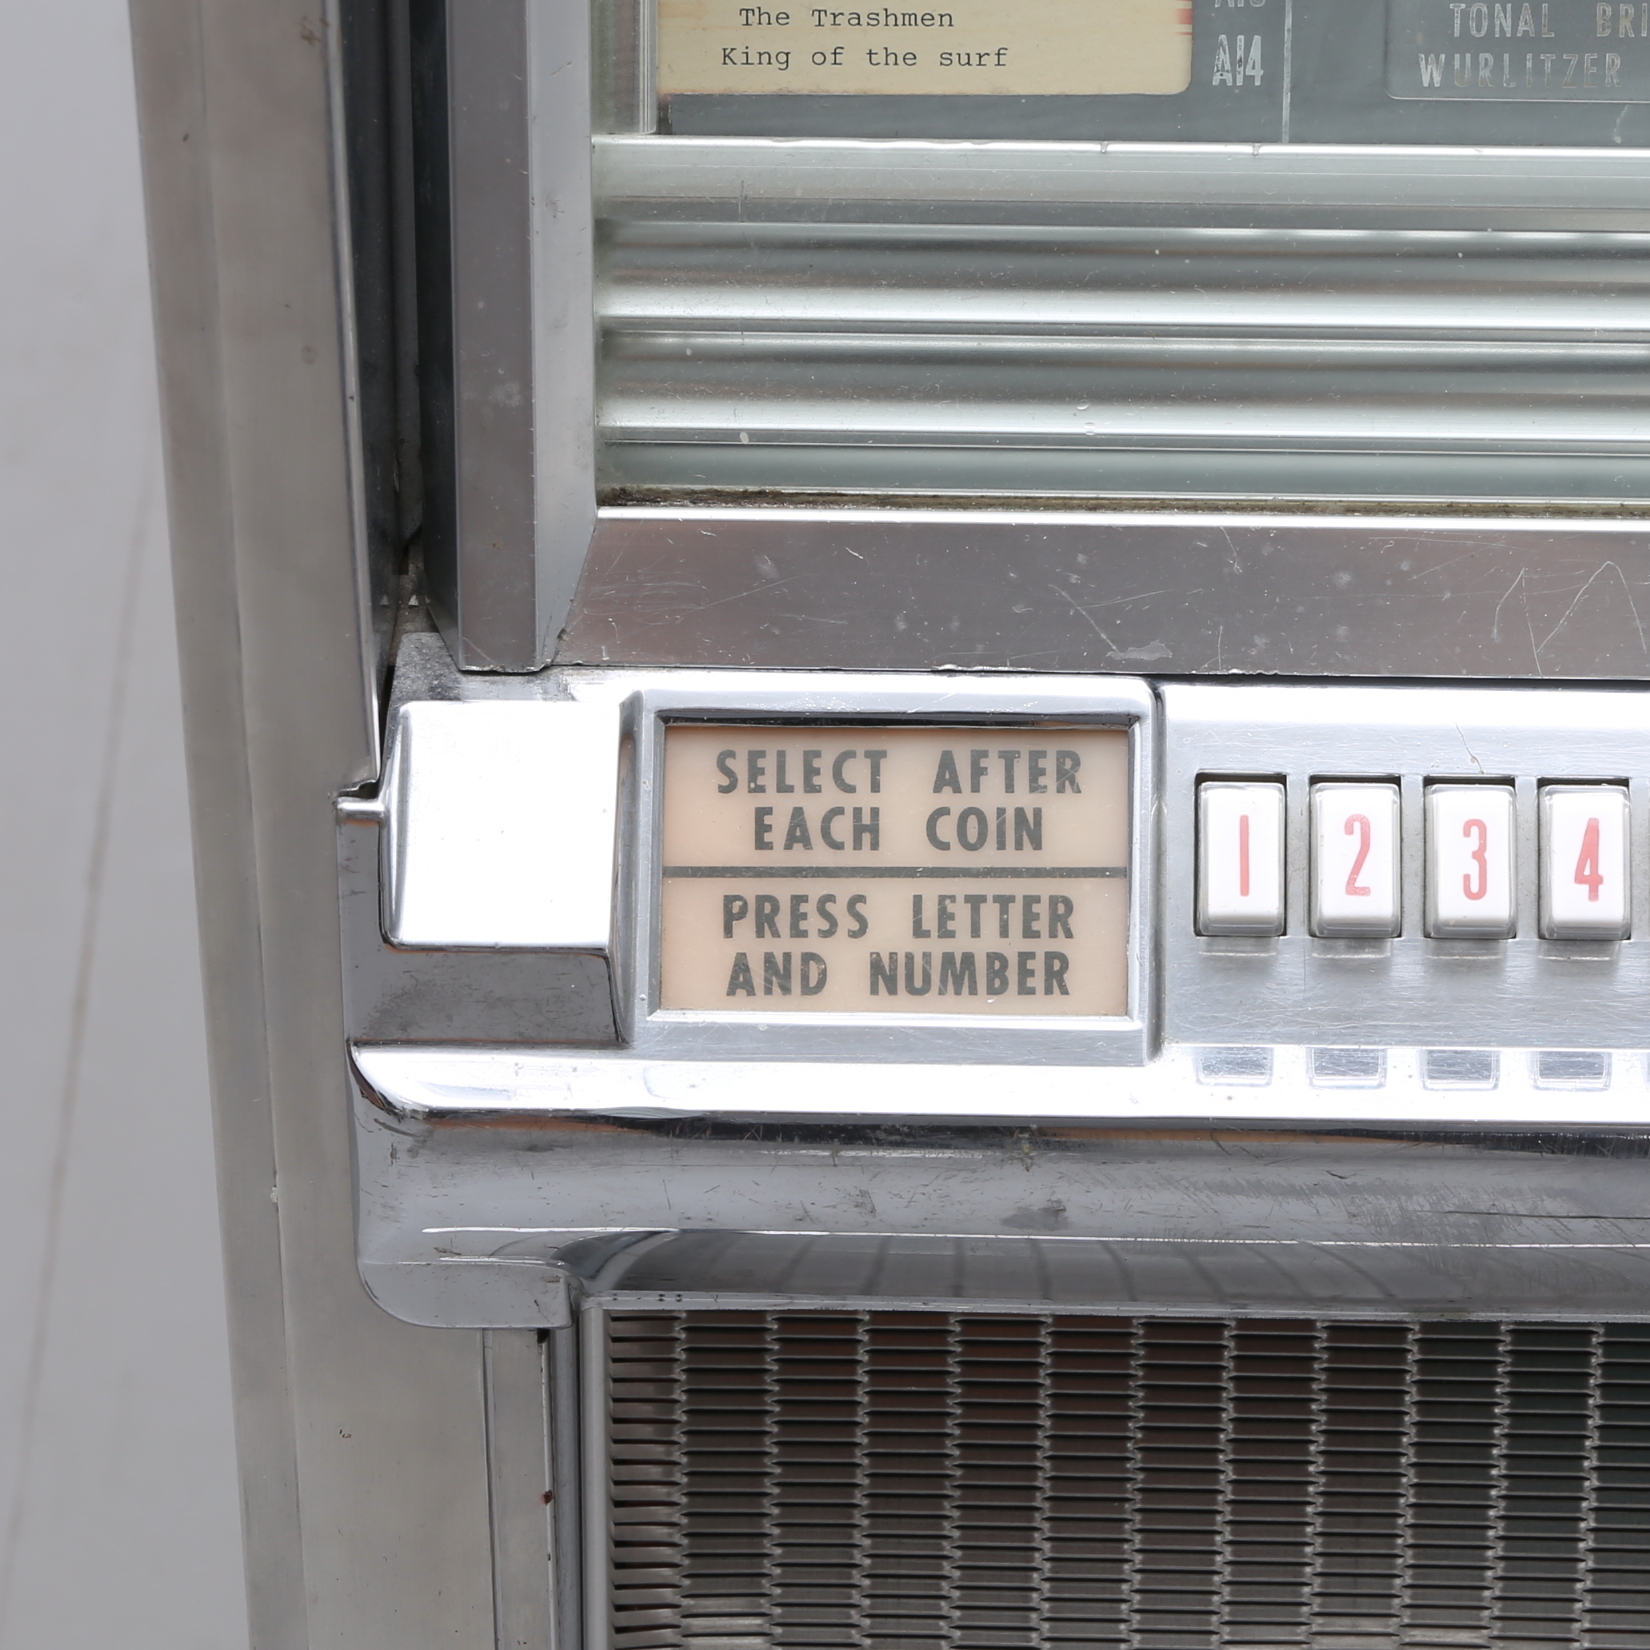 The Trashmen
King of the surf
A14
TONAL
WURLITZER
SELECT AFTER
EACH COIN
PRESS LETTER
AND NUMBER
1 2 3 4